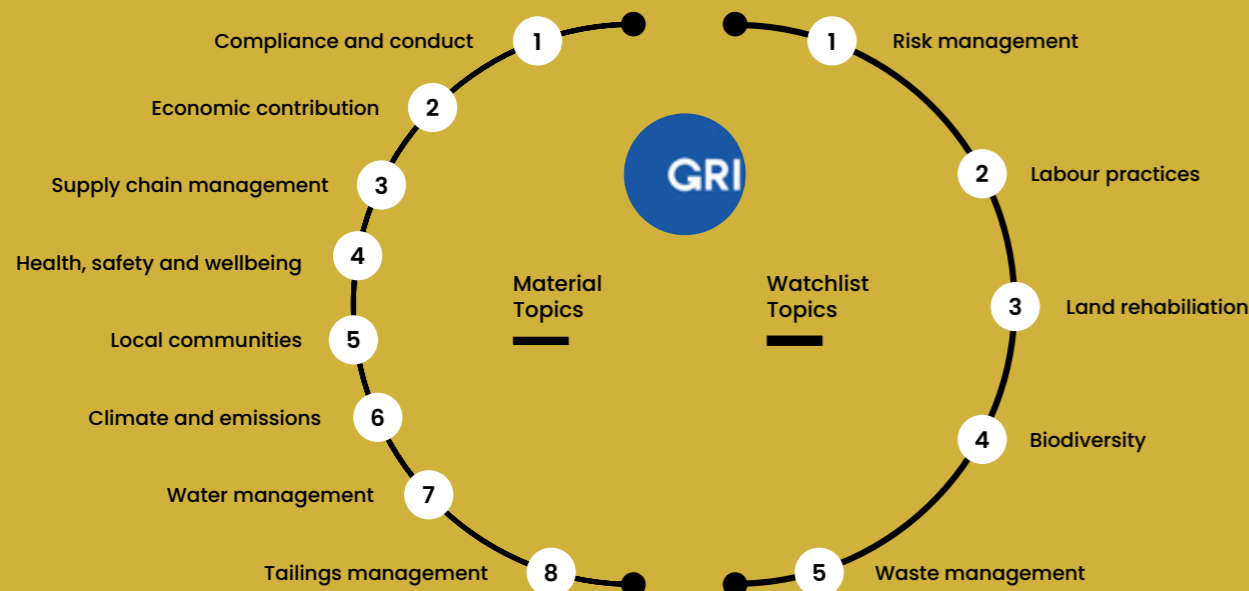 Compliance and conduct
1
Economic contribution
2
Supply chain management
3
Health, safety and wellbeing
4
Local communities
5
Climate and emissions
6
Water management
7
Tailings management
8
GRI
Material
Topics
Watchlist
Topics
1
Risk management
2
Labour practices
3
Land rehabiliation
4
Biodiversity
5
Waste management